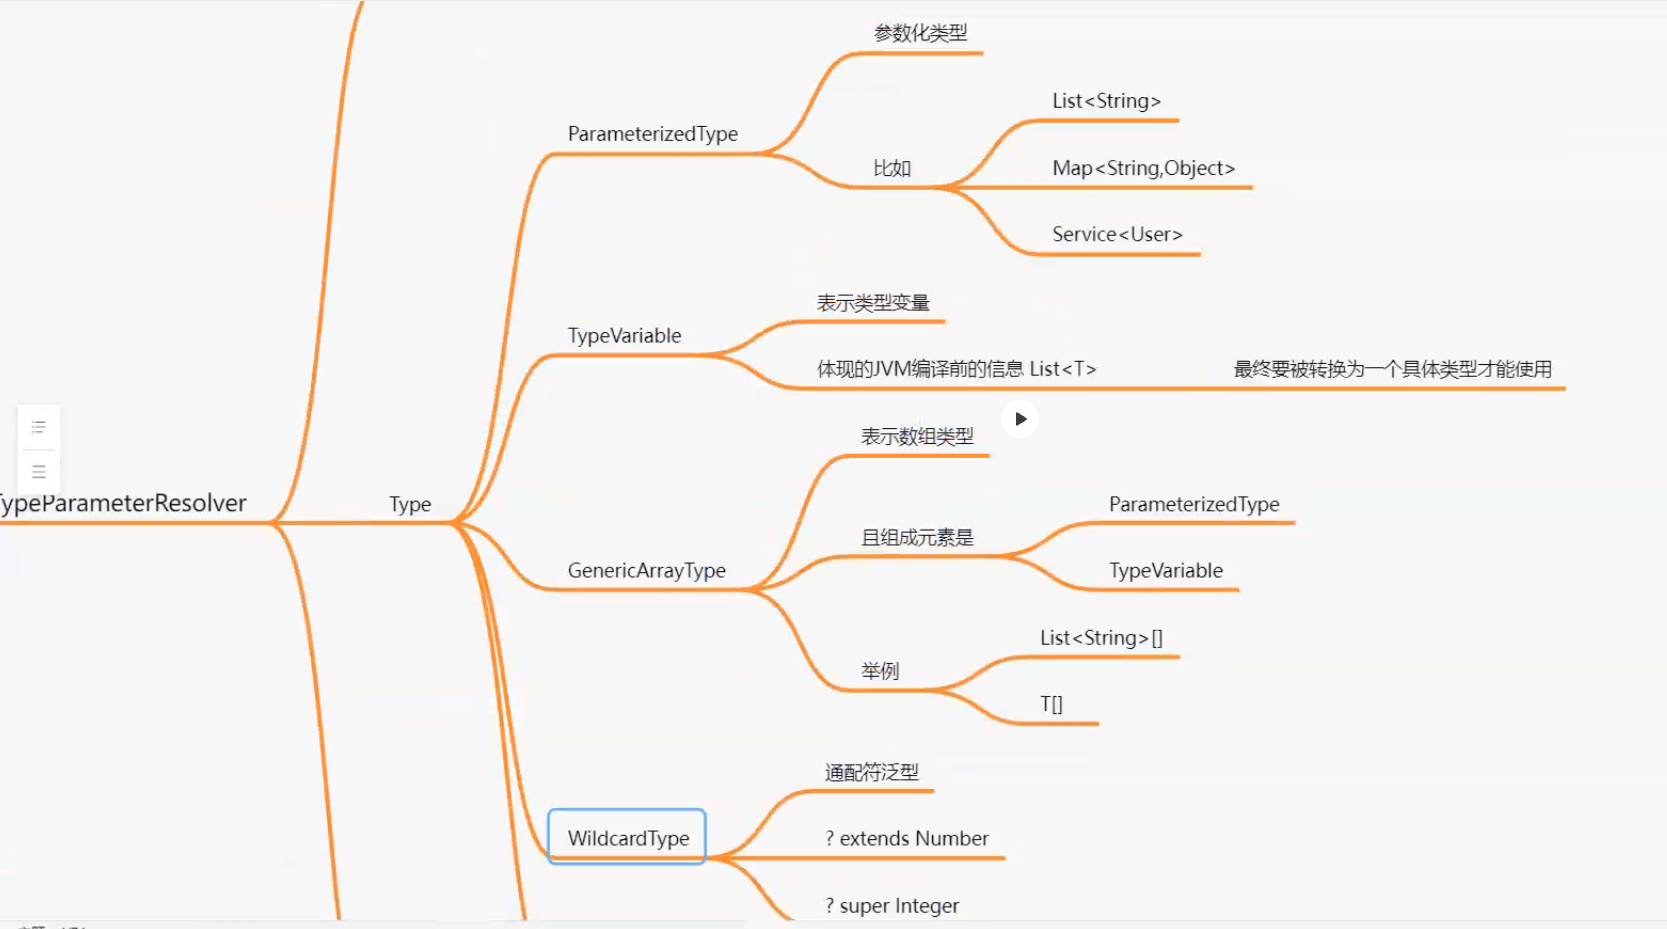 参数化类型
List<String>
ParameterizedType
比如
Map<String,Object>
Service<User>
表示类型变量
TypeVariable
体现的JVM编译前的信息 List<T>
最终要被转换为一个具体类型才能使用
表示数组类型
TypeParameterResolver
Type
ParameterizedType
且组成元素是
GenericArrayType
TypeVariable
List<String>[]
举例
T[]
通配符泛型
WildcardType
? extends Number
? super Integer